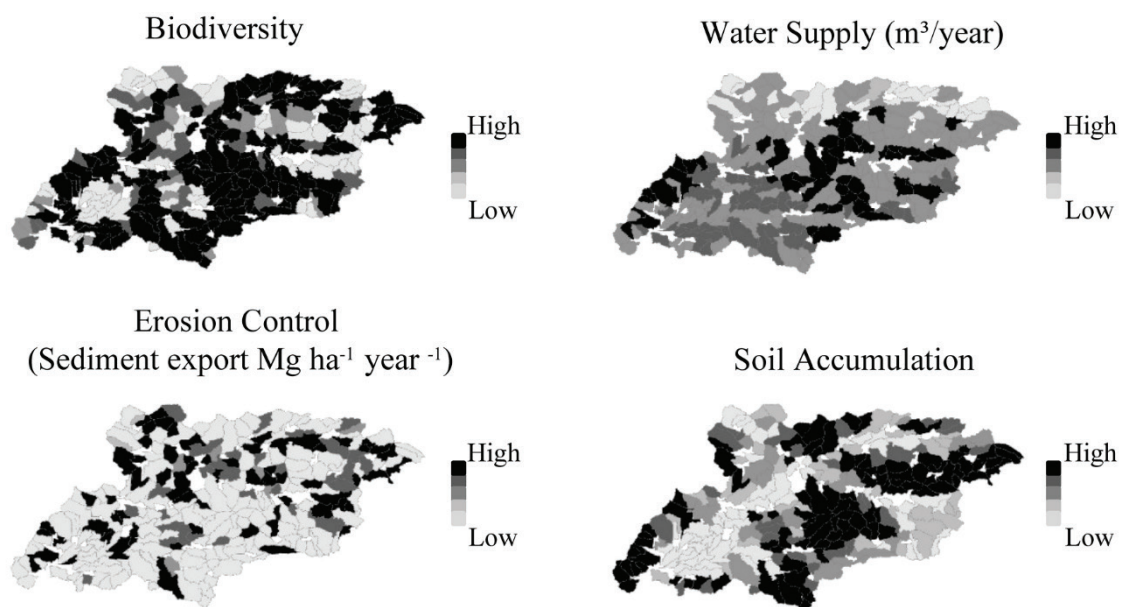 Biodiversity
High
Low
Water Supply (m³/year)
High
Low
Erosion Control
(Sediment export Mg ha⁻¹ year ⁻¹)
High
Low
Soil Accumulation
High
Low